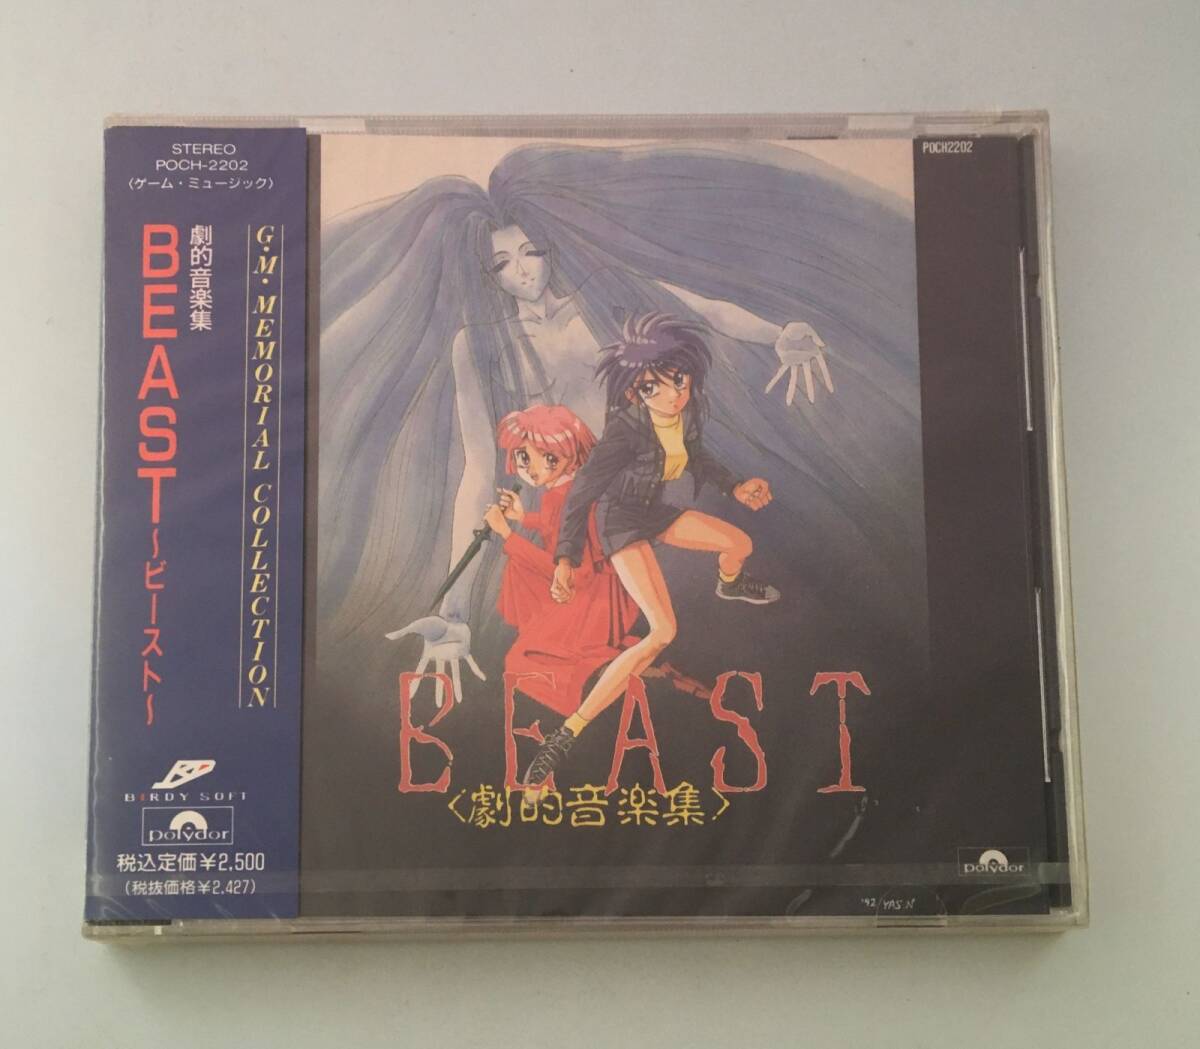 STEREO
POCH-2202
〈ゲーム・ミュージック〉
G・M・MEMORIAL COLLECTION
劇的音楽集
BEAST〜ビースト〜
BIRDY SOFT
polydor
税込定価¥2,500
(税抜価格¥2,427)
POCH2202
BEAST
〈劇的音楽集〉
polydor
'92 YAS.N